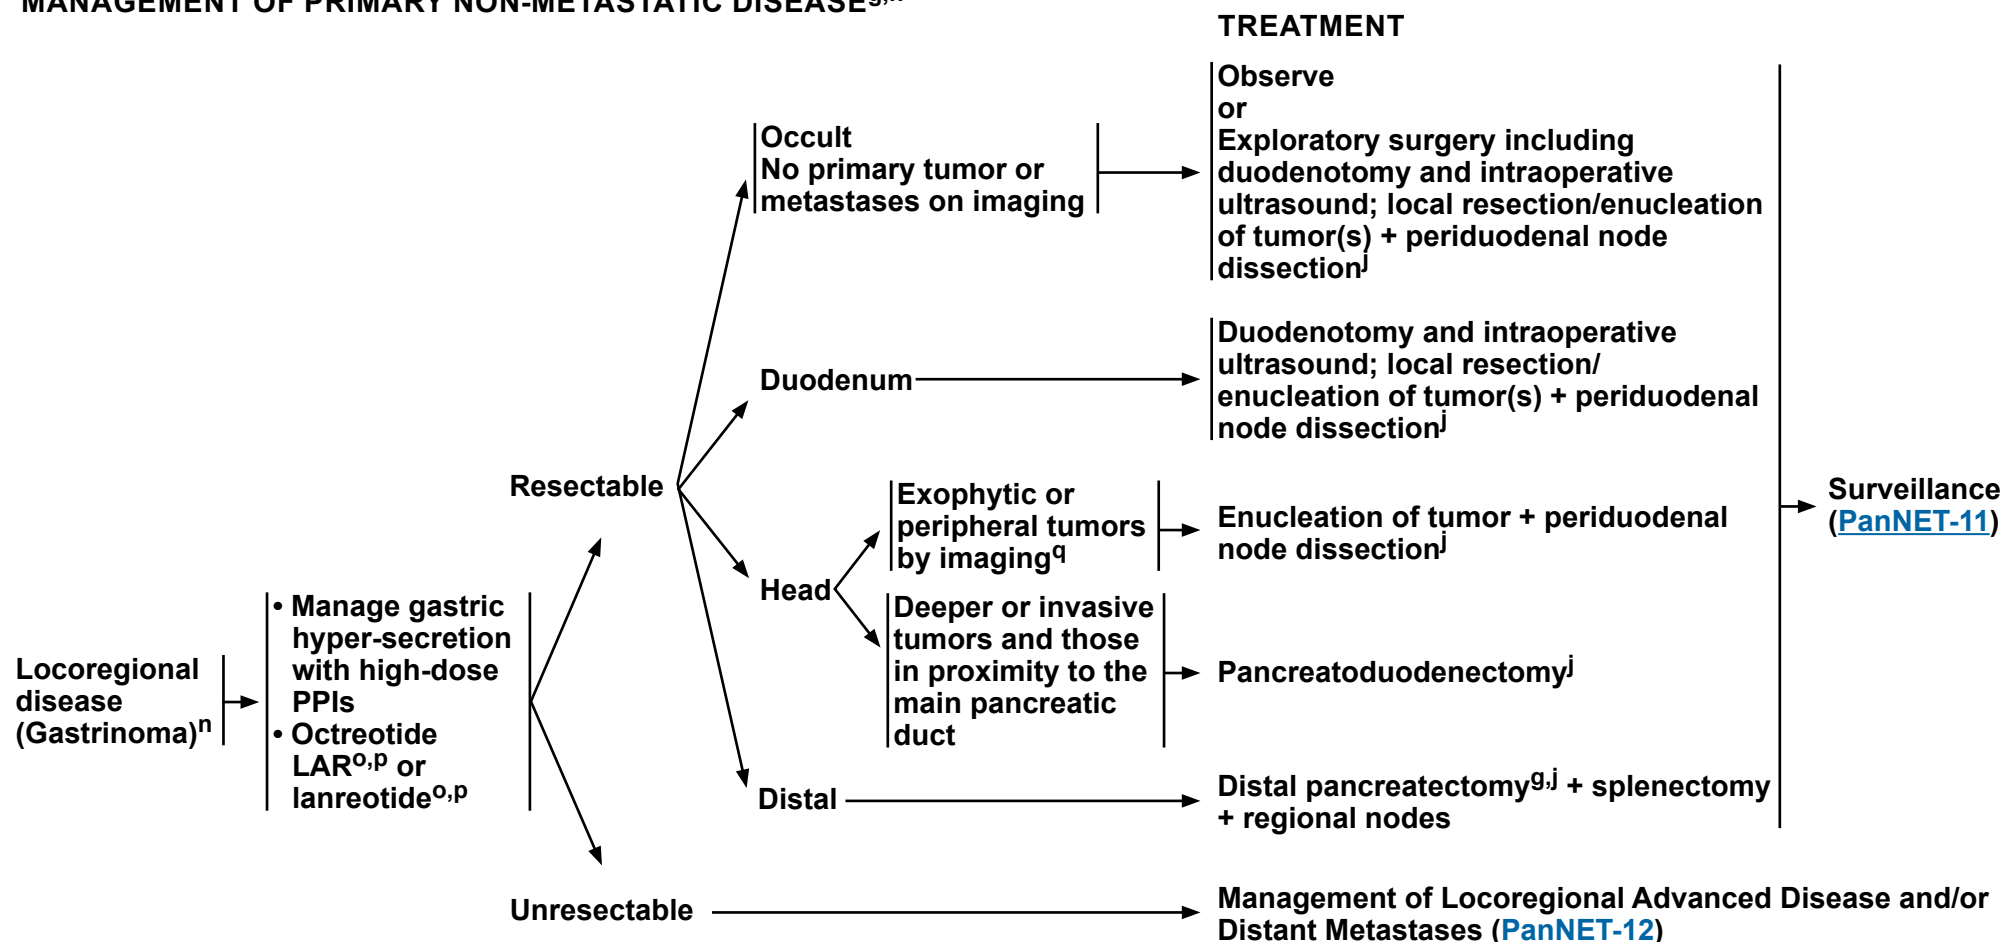 MANAGEMENT OF PRIMARY NON-METASTATIC DISEASE
TREATMENT
Locoregional
disease
(Gastrinoma)n
• Manage gastric
hyper-secretion
with high-dose
PPIs
• Octreotide
LARo,p or
lanreotideo,p
Resectable
Occult
No primary tumor or
metastases on imaging
Observe
or
Exploratory surgery including
duodenotomy and intraoperative
ultrasound; local resection/enucleation
of tumor(s) + periduodenal node
dissectionj
Duodenum
Duodenotomy and intraoperative
ultrasound; local resection/
enucleation of tumor(s) + periduodenal
node dissectionj
Head
Exophytic or
peripheral tumors
by imagingq
Enucleation of tumor + periduodenal
node dissectionj
Deeper or invasive
tumors and those
in proximity to the
main pancreatic
duct
Pancreatoduodenectomyj
Distal
Distal pancreatectomyg,j + splenectomy
+ regional nodes
Surveillance
(PanNET-11)
Unresectable
Management of Locoregional Advanced Disease and/or
Distant Metastases (PanNET-12)